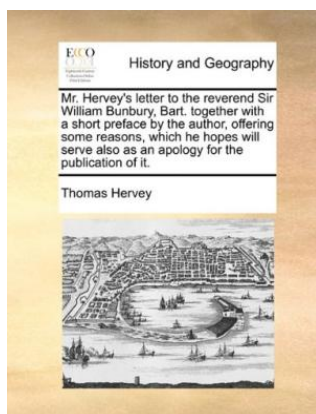 ECCO
History and Geography
Mr. Hervey's letter to the reverend Sir
William Bunbury, Bart. together with
a short preface by the author, offering
some reasons, which he hopes will
serve also as an apology for the
publication of it.
Thomas Hervey